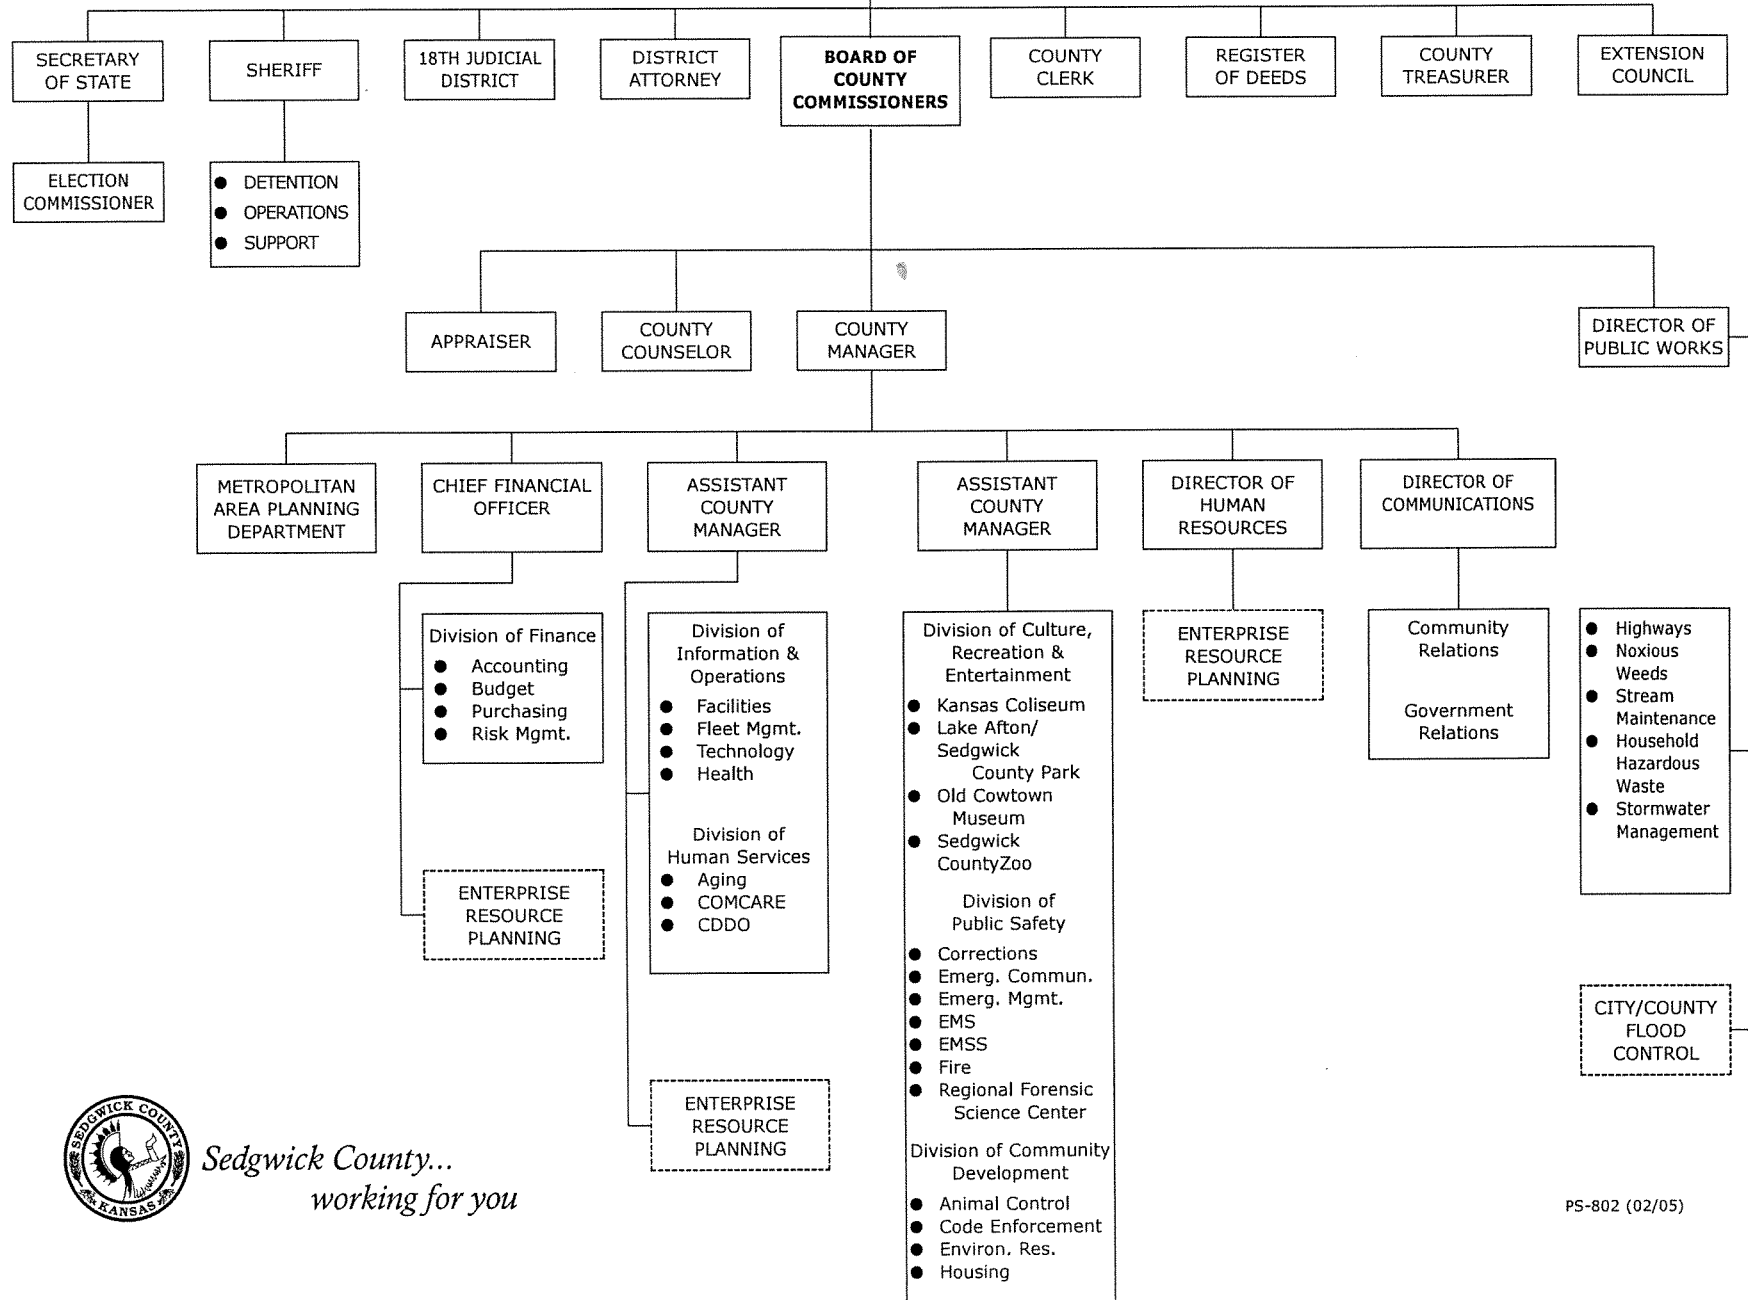 SECRETARY
OF STATE
SHERIFF
18TH JUDICIAL
DISTRICT
DISTRICT
ATTORNEY
BOARD OF
COUNTY
COMMISSIONERS
COUNTY
CLERK
REGISTER
OF DEEDS
COUNTY
TREASURER
EXTENSION
COUNCIL
ELECTION
COMMISSIONER
● DETENTION
● OPERATIONS
● SUPPORT
APPRAISER
COUNTY
COUNSELOR
COUNTY
MANAGER
DIRECTOR OF
PUBLIC WORKS
METROPOLITAN
AREA PLANNING
DEPARTMENT
CHIEF FINANCIAL
OFFICER
ASSISTANT
COUNTY
MANAGER
ASSISTANT
COUNTY
MANAGER
DIRECTOR OF
HUMAN
RESOURCES
DIRECTOR OF
COMMUNICATIONS
Division of Finance
● Accounting
● Budget
● Purchasing
● Risk Mgmt.
ENTERPRISE
RESOURCE
PLANNING
Division of
Information &
Operations
● Facilities
● Fleet Mgmt.
● Technology
● Health
Division of
Human Services
● Aging
● COMCARE
● CDDO
ENTERPRISE
RESOURCE
PLANNING
Division of Culture,
Recreation &
Entertainment
● Kansas Coliseum
● Lake Afton/
Sedgwick
County Park
● Old Cowtown
Museum
● Sedgwick
CountyZoo
Division of
Public Safety
● Corrections
● Emerg. Commun.
● Emerg. Mgmt.
● EMS
● EMSS
● Fire
● Regional Forensic
Science Center
Division of Community
Development
● Animal Control
● Code Enforcement
● Environ. Res.
● Housing
ENTERPRISE
RESOURCE
PLANNING
Community
Relations
Government
Relations
● Highways
● Noxious
Weeds
● Stream
Maintenance
● Household
Hazardous
Waste
● Stormwater
Management
CITY/COUNTY
FLOOD
CONTROL
SEDGWICK COUNTY
KANSAS
Sedgwick County...
working for you
PS-802 (02/05)